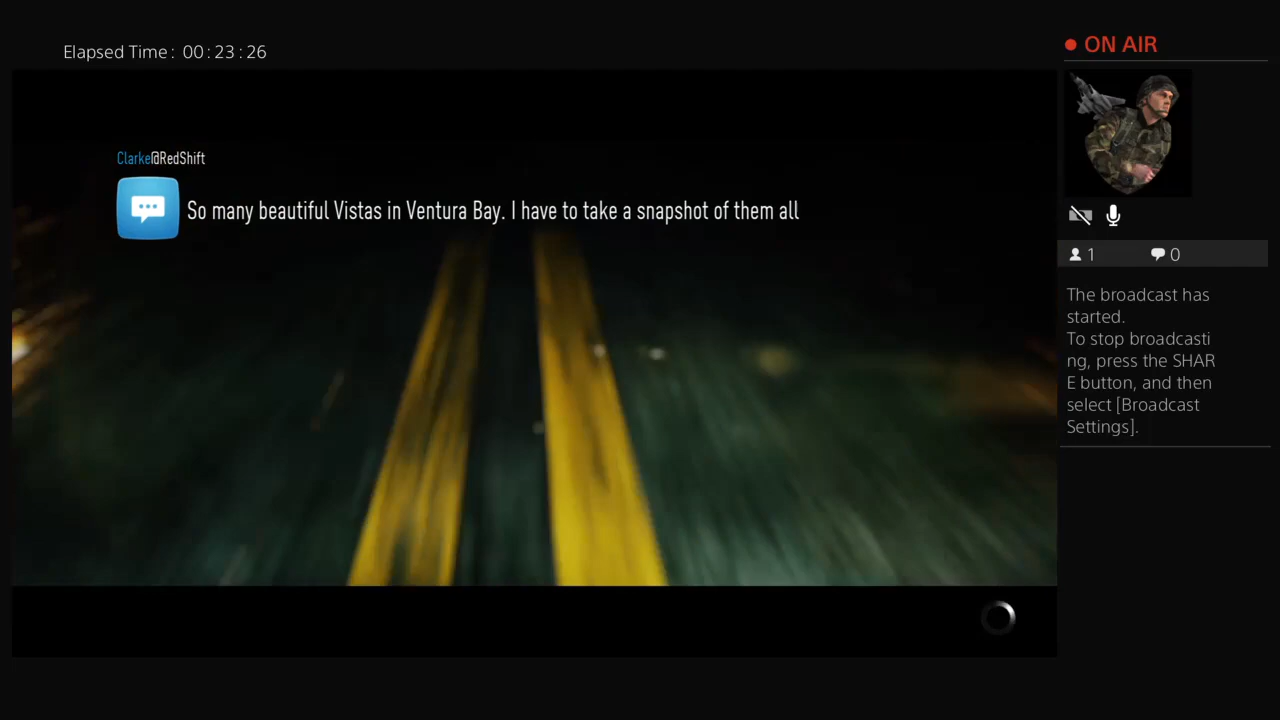 Elapsed Time: 00:23:26
ON AIR
Clarke@RedShift
So many beautiful Vistas in Ventura Bay. I have to take a snapshot of them all
1 0
The broadcast has
started.
To stop broadcasti
ng, press the SHAR
E button, and then
select [Broadcast
Settings].